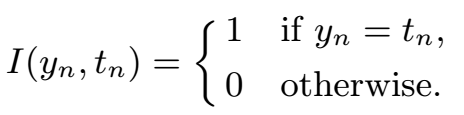 I(y_n, t_n) = { 1 if y_n = t_n,
0 otherwise.